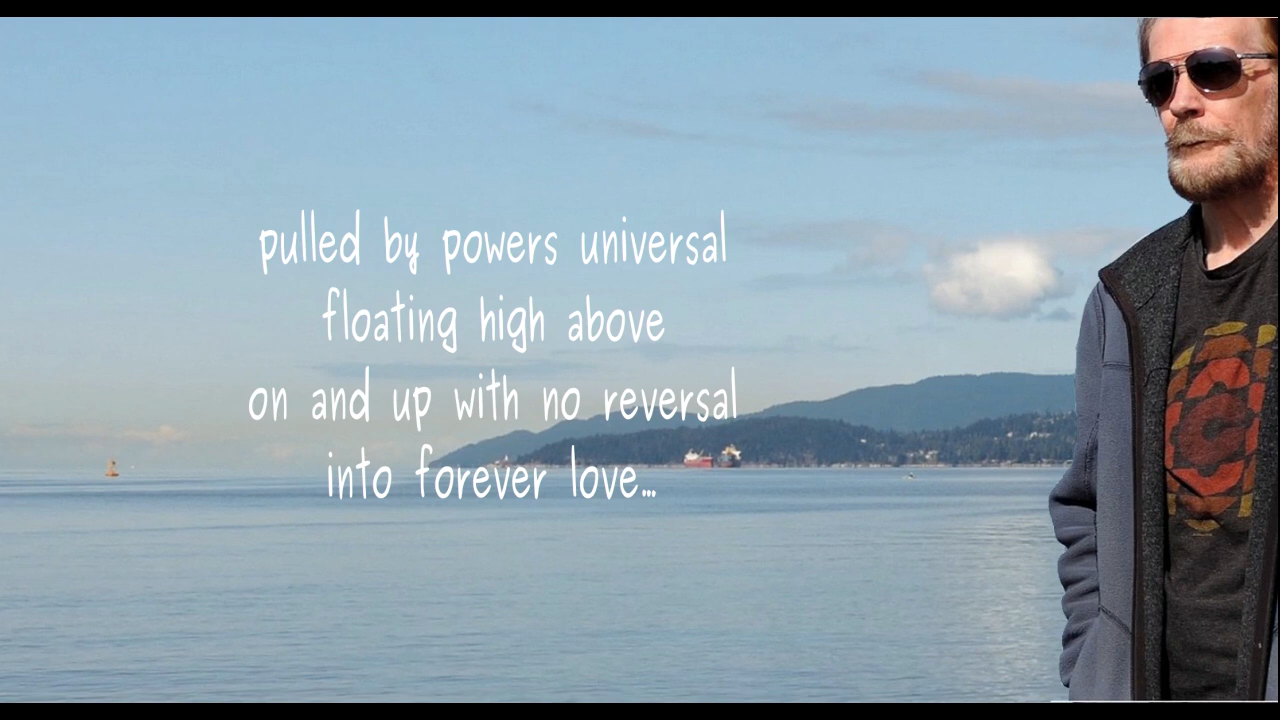 pulled by powers universal
floating high above
on and up with no reversal
into forever love...